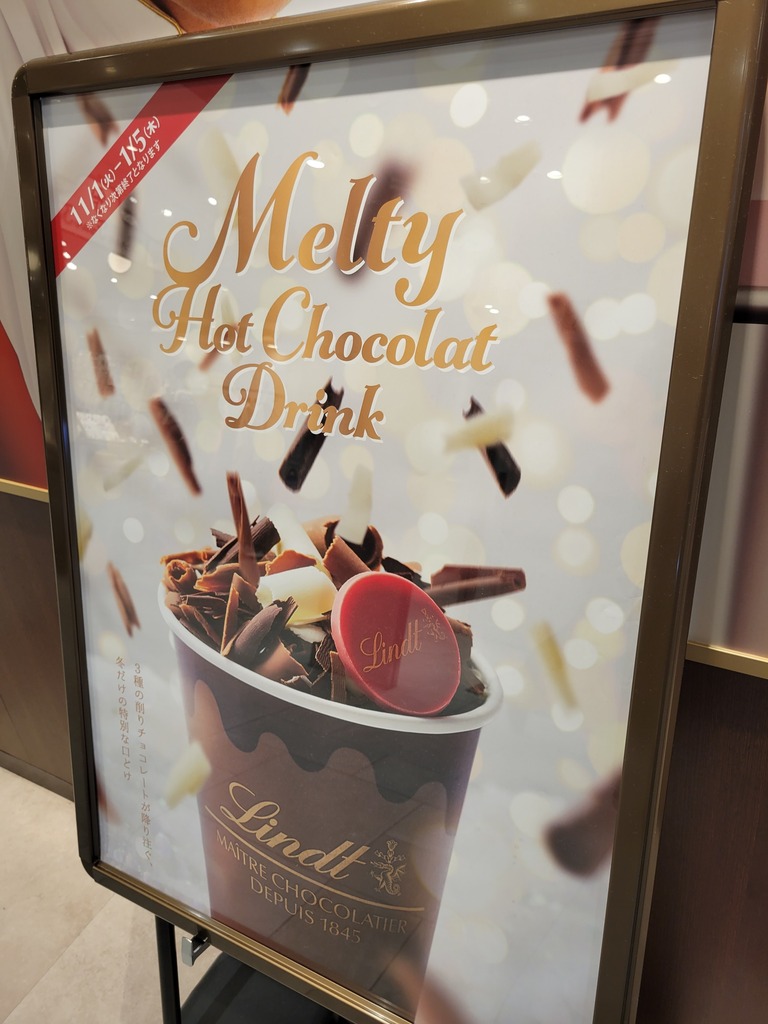 11/1(火)−1/5(木)
※なくなり次第終了となります
Melty
Hot Chocolat
Drink
Lindt
3種の削りチョコレートが降り注ぐ、
冬だけの特別な口どけ
Lindt
MAÎTRE CHOCOLATIER
DEPUIS 1845